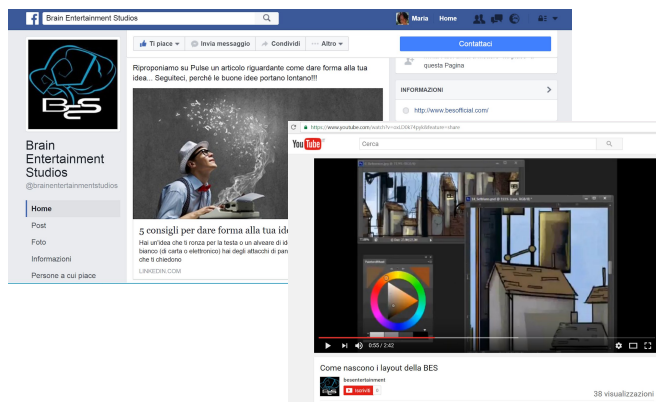 Brain Entertainment Studios
Maria Home
Ti piace Invia messaggio Condividi Altro
Contattaci
Riproponiamo su Pulse un articolo riguardante come dare forma alla tua
idea... Seguiteci, perchè le buone idee portano lontano!!!
questa Pagina
INFORMAZIONI
http://www.besofficial.com/
BES
Brain
Entertainment
Studios
@brainentertainmentstudios
Home
Post
Foto
Informazioni
Persone a cui piace
5 consigli per dare forma alla tua
Hai un'idea che ti ronza per la testa o un alveare di
bianco (di carta o elettronico) hai degli attacchi di
che ti chiedono
LINKEDIN.COM
YouTube
Cerca
0:55 / 2:42
Come nascono i layout della BES
besentertainment
Iscriviti
38 visualizzazioni